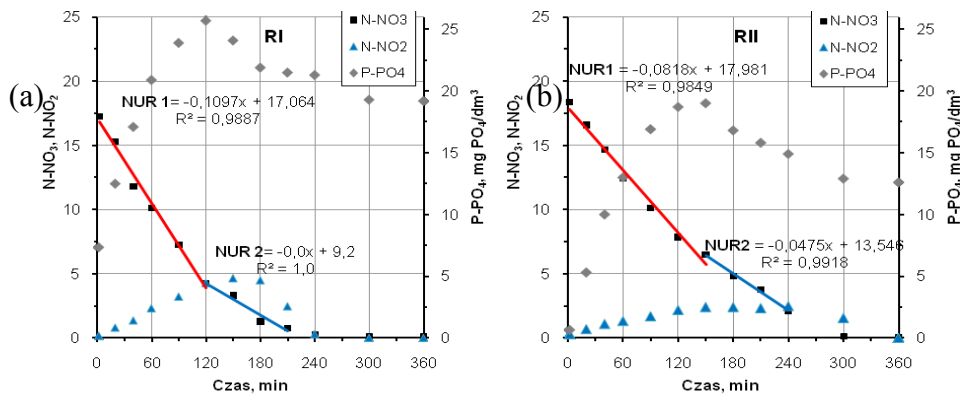 (a)
RI
N-NO3
N-NO2
P-PO4
NUR 1 = -0,1097x + 17,064
R² = 0,9887
NUR 2 = -0,0x + 9,2
R² = 1,0
N-NO₃, N-NO₂
25
20
15
10
5
0
P-PO₄, mg PO₄/dm³
25
20
15
10
5
0
0 60 120 180 240 300 360
Czas, min
(b)
RII
N-NO3
N-NO2
P-PO4
NUR1 = -0,0818x + 17,981
R² = 0,9849
NUR2 = -0,0475x + 13,546
R² = 0,9918
N-NO₃, N-NO₂
25
20
15
10
5
0
P-PO₄, mg PO₄/dm³
25
20
15
10
5
0
0 60 120 180 240 300 360
Czas, min